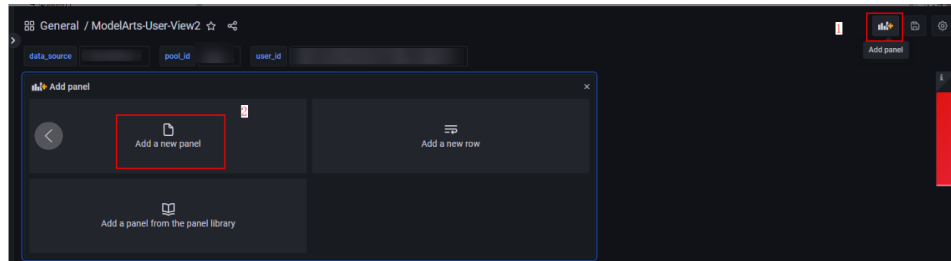 General / ModelArts-User-View2
1
Add panel
data_source
pool_id
user_id
Add panel
2
Add a new panel
Add a new row
Add a panel from the panel library